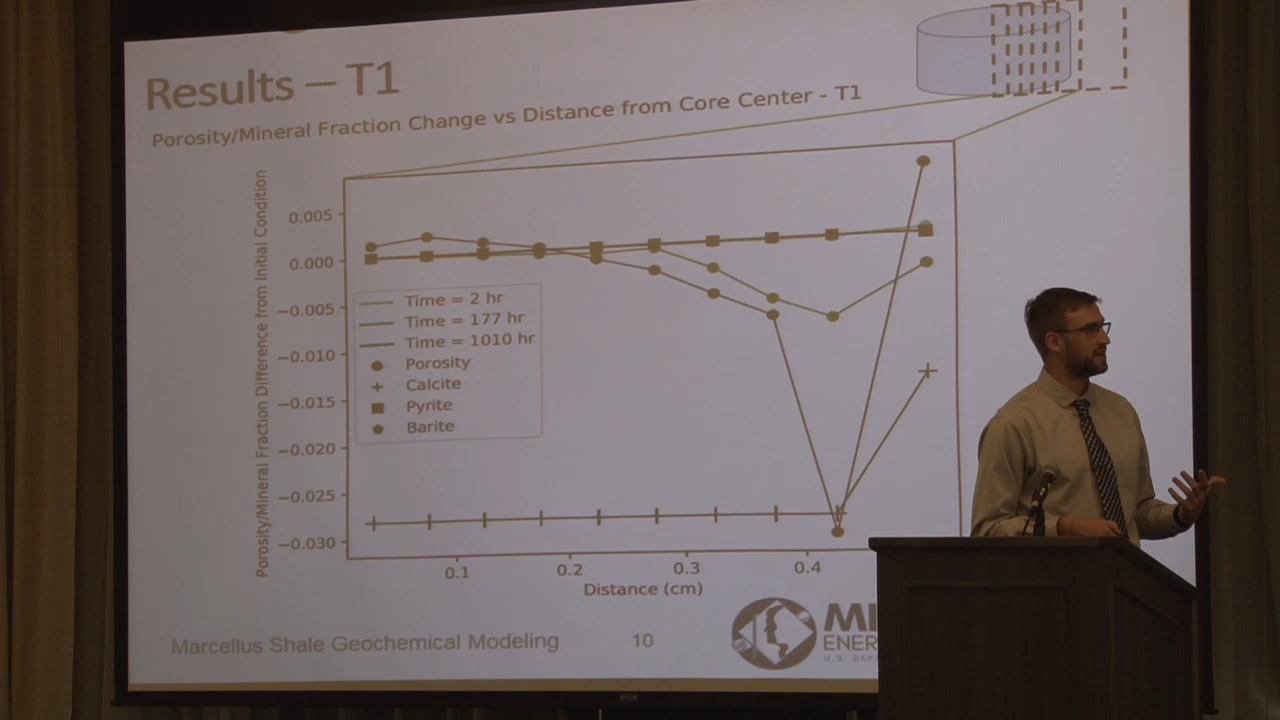 Results – T1
Porosity/Mineral Fraction Change vs Distance from Core Center - T1
Porosity/Mineral Fraction Difference from Initial Condition
0.005
0.000
−0.005
−0.010
−0.015
−0.020
−0.025
−0.030
Time = 2 hr
Time = 177 hr
Time = 1010 hr
Porosity
Calcite
Pyrite
Barite
0.1 0.2 0.3 0.4
Distance (cm)
Marcellus Shale Geochemical Modeling 10